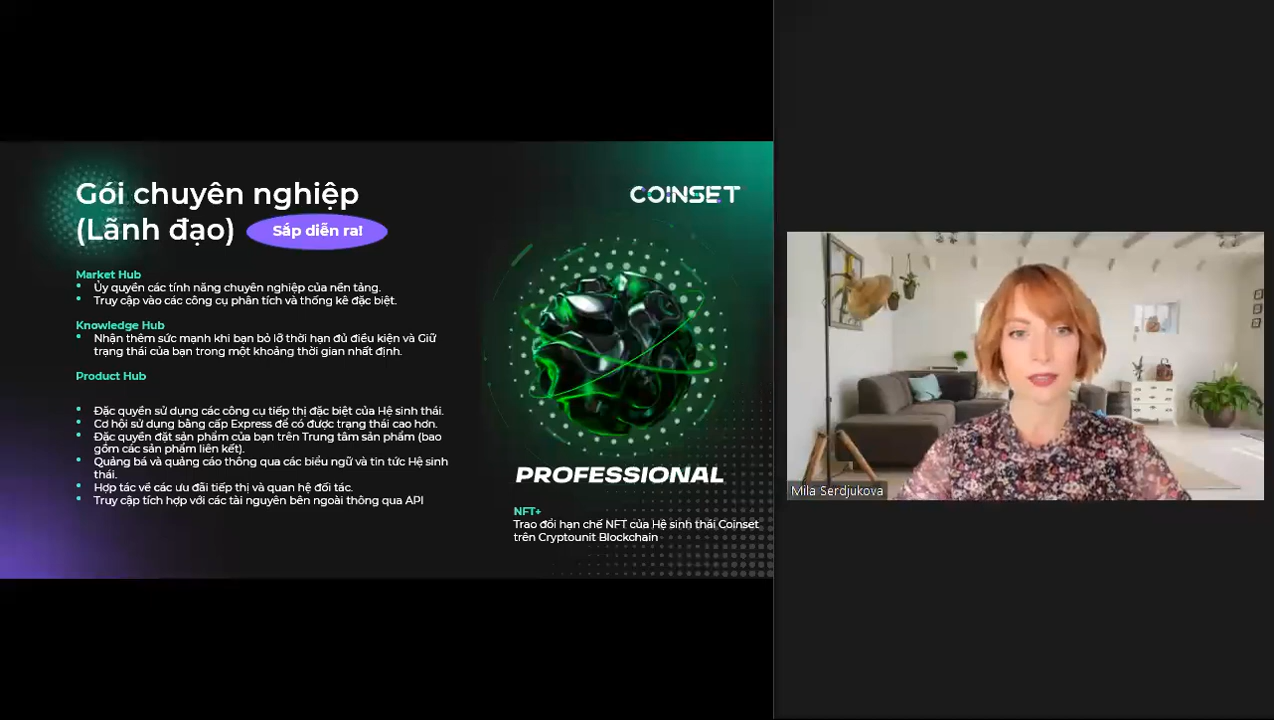 Gói chuyên nghiệp
(Lãnh đạo) Sắp diễn ra!
COINSET
Market Hub
• Ủy quyền các tính năng chuyên nghiệp của nền tảng.
• Truy cập vào các công cụ phân tích và thống kê đặc biệt.
Knowledge Hub
• Nhận thêm sức mạnh khi bạn bỏ lỡ thời hạn đủ điều kiện và Giữ
trạng thái của bạn trong một khoảng thời gian nhất định.
Product Hub
• Đặc quyền sử dụng các công cụ tiếp thị đặc biệt của Hệ sinh thái.
• Cơ hội sử dụng bằng cấp Express để có được trạng thái cao hơn.
• Đặc quyền đặt sản phẩm của bạn trên Trung tâm sản phẩm (bao
gồm các sản phẩm liên kết).
• Quảng bá và quảng cáo thông qua các biểu ngữ và tin tức Hệ sinh
thái.
• Hợp tác về các ưu đãi tiếp thị và quan hệ đối tác.
• Truy cập tích hợp với các tài nguyên bên ngoài thông qua API
PROFESSIONAL
NFT+
Trao đổi hạn chế NFT của Hệ sinh thái Coinset
trên Cryptounit Blockchain
Mila Serdjukova